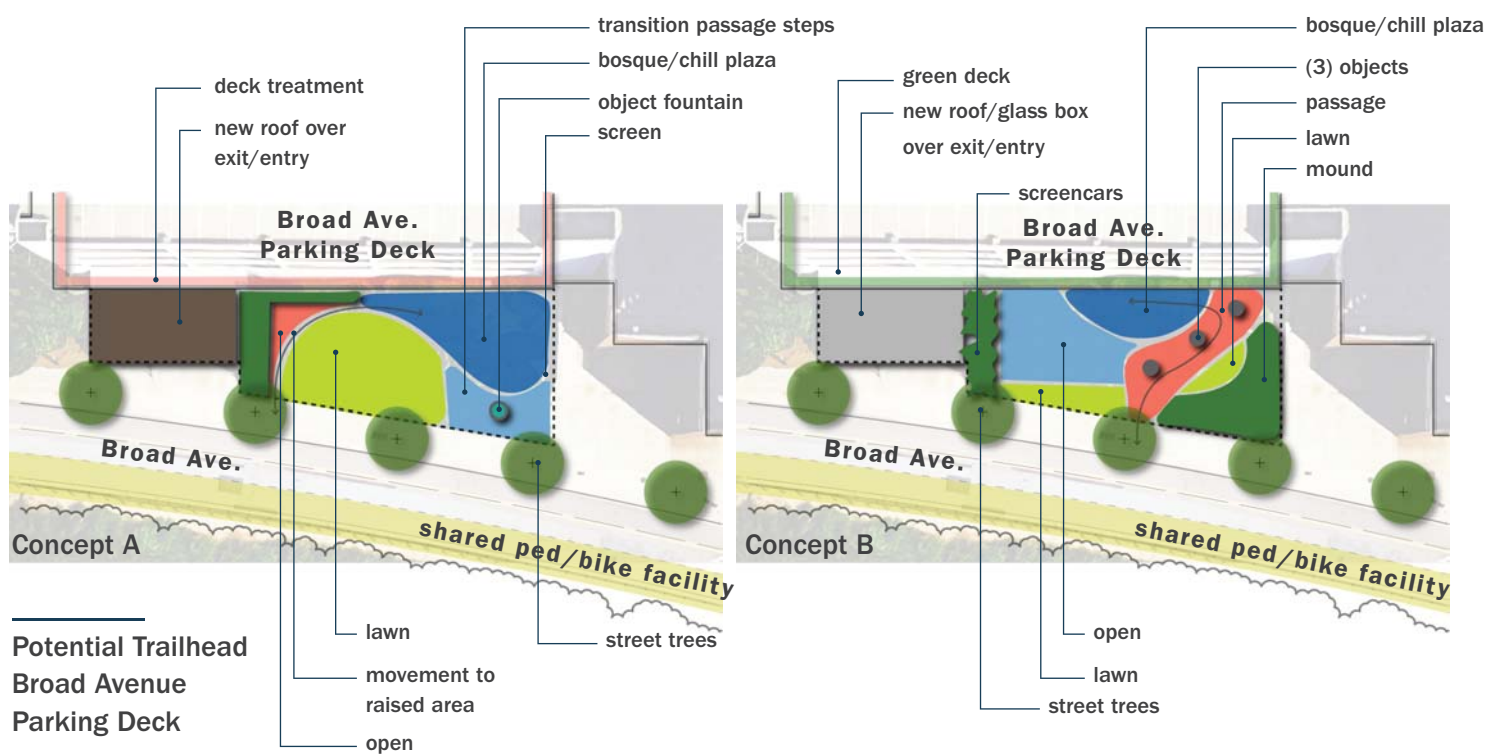 transition passage steps
bosque/chill plaza
object fountain
screen
deck treatment
new roof over
exit/entry
Broad Ave.
Parking Deck
Broad Ave.
shared ped/bike facility
Concept A
lawn
movement to
raised area
open
street trees
Potential Trailhead
Broad Avenue
Parking Deck
bosque/chill plaza
(3) objects
passage
lawn
mound
green deck
new roof/glass box
over exit/entry
screencars
Broad Ave.
Parking Deck
Broad Ave.
shared ped/bike facility
Concept B
open
lawn
street trees